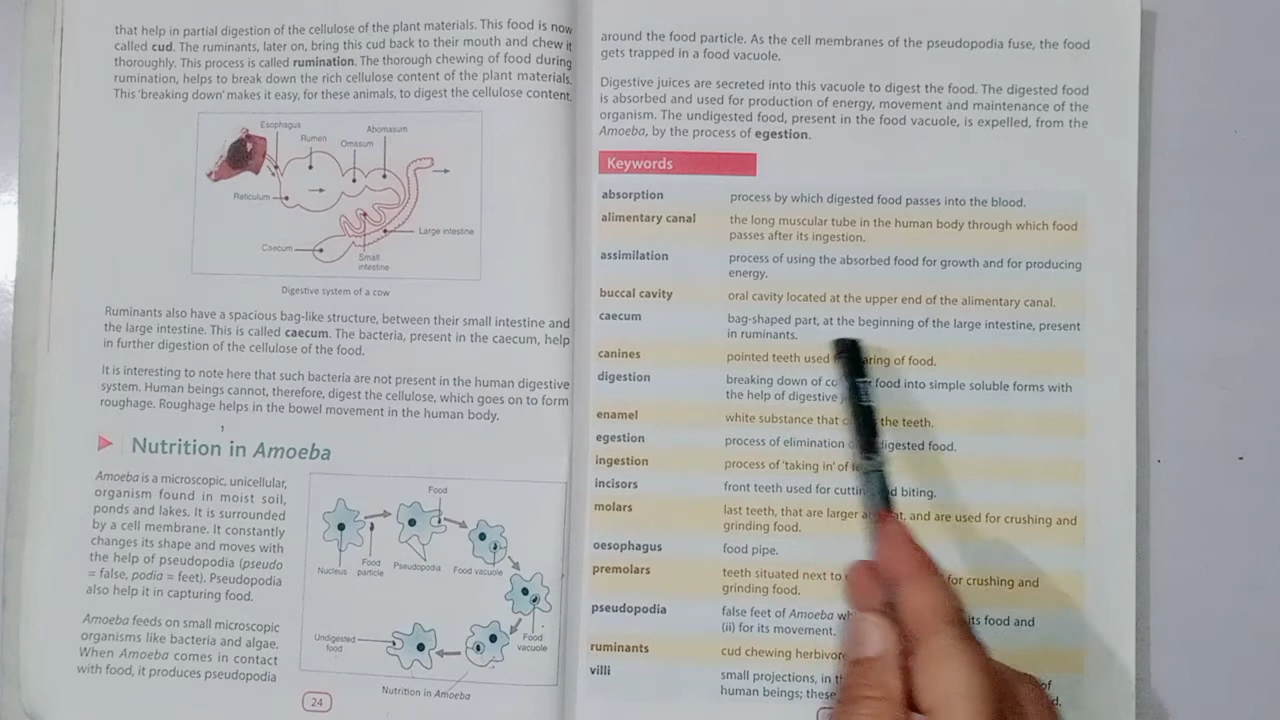 that help in partial digestion of the cellulose of the plant materials. This food is now
called cud. The ruminants, later on, bring this cud back to their mouth and chew it
thoroughly. This process is called rumination. The thorough chewing of food during
rumination, helps to break down the rich cellulose content of the plant materials.
This 'breaking down' makes it easy, for these animals, to digest the cellulose content.
Esophagus
Rumen
Omasum
Abomasum
Reticulum
Large intestine
Caecum
Small
intestine
Digestive system of a cow
Ruminants also have a spacious bag-like structure, between their small intestine and
the large intestine. This is called caecum. The bacteria, present in the caecum, help
in further digestion of the cellulose of the food.
It is interesting to note here that such bacteria are not present in the human digestive
system. Human beings cannot, therefore, digest the cellulose, which goes on to form
roughage. Roughage helps in the bowel movement in the human body.
Nutrition in Amoeba
Amoeba is a microscopic, unicellular,
organism found in moist soil,
ponds and lakes. It is surrounded
by a cell membrane. It constantly
changes its shape and moves with
the help of pseudopodia (pseudo
= false, podia = feet). Pseudopodia
also help it in capturing food.
Amoeba feeds on small microscopic
organisms like bacteria and algae.
When Amoeba comes in contact
with food, it produces pseudopodia
Food
Nucleus
Food
particle
Pseudopodia
Food vacuole
Undigested
food
Food
vacuole
Nutrition in Amoeba
24
around the food particle. As the cell membranes of the pseudopodia fuse, the food
gets trapped in a food vacuole.
Digestive juices are secreted into this vacuole to digest the food. The digested food
is absorbed and used for production of energy, movement and maintenance of the
organism. The undigested food, present in the food vacuole, is expelled, from the
Amoeba, by the process of egestion.
Keywords
absorption process by which digested food passes into the blood.
alimentary canal the long muscular tube in the human body through which food
passes after its ingestion.
assimilation process of using the absorbed food for growth and for producing
energy.
buccal cavity oral cavity located at the upper end of the alimentary canal.
caecum bag-shaped part, at the beginning of the large intestine, present
in ruminants.
canines pointed teeth used of food.
digestion breaking down of food into simple soluble forms with
the help of digestive
enamel white substance that the teeth.
egestion process of elimination food.
ingestion process of 'taking in' of
incisors front teeth used for biting.
molars last teeth, that are larger and are used for crushing and
grinding food.
oesophagus food pipe.
premolars teeth situated next to for crushing and
grinding food.
pseudopodia false feet of Amoeba its food and
(ii) for its movement.
ruminants cud chewing
villi small projections, in of
human beings; these